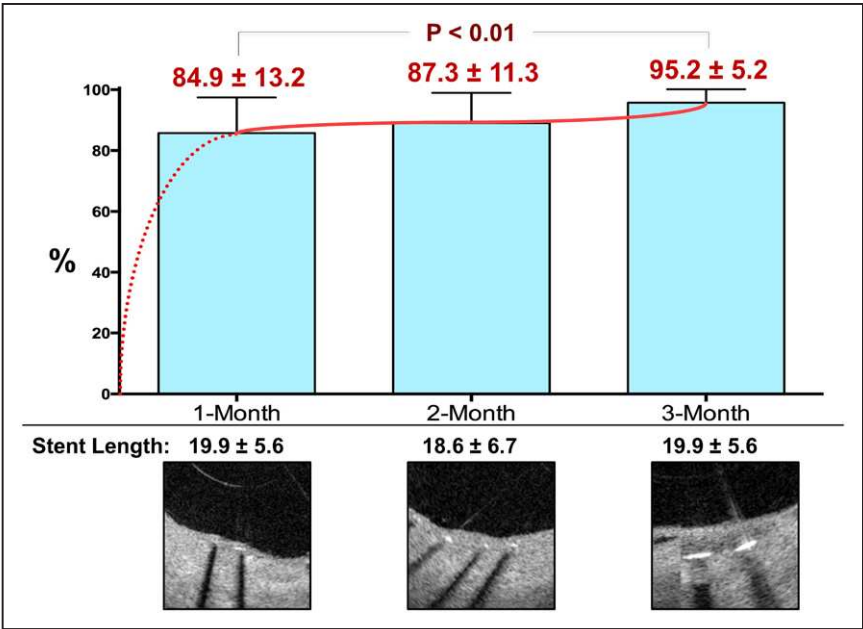 P < 0.01
84.9 ± 13.2 87.3 ± 11.3 95.2 ± 5.2
100
80
60
%
40
20
0
1-Month 2-Month 3-Month
Stent Length: 19.9 ± 5.6 18.6 ± 6.7 19.9 ± 5.6